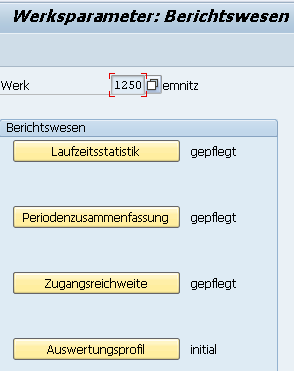 Werksparameter: Berichtswesen
Werk 1250 emnitz
Berichtswesen
Laufzeitsstatistik gepflegt
Periodenzusammenfassung gepflegt
Zugangsreichweite gepflegt
Auswertungsprofil initial